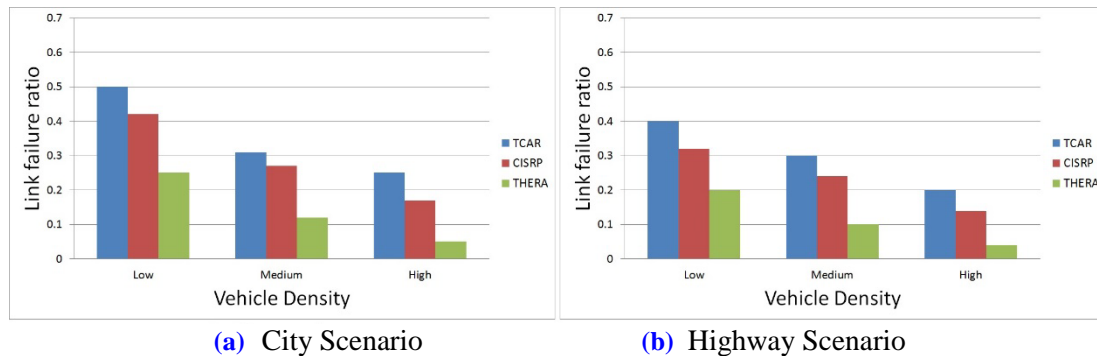 0.7
0.6
0.5
0.4
0.3
0.2
0.1
0
Link failure ratio
Low
Medium
High
Vehicle Density
TCAR
CISRP
THERA
(a) City Scenario
0.7
0.6
0.5
0.4
0.3
0.2
0.1
0
Link failure ratio
Low
Medium
High
Vehicle Density
TCAR
CISRP
THERA
(b) Highway Scenario